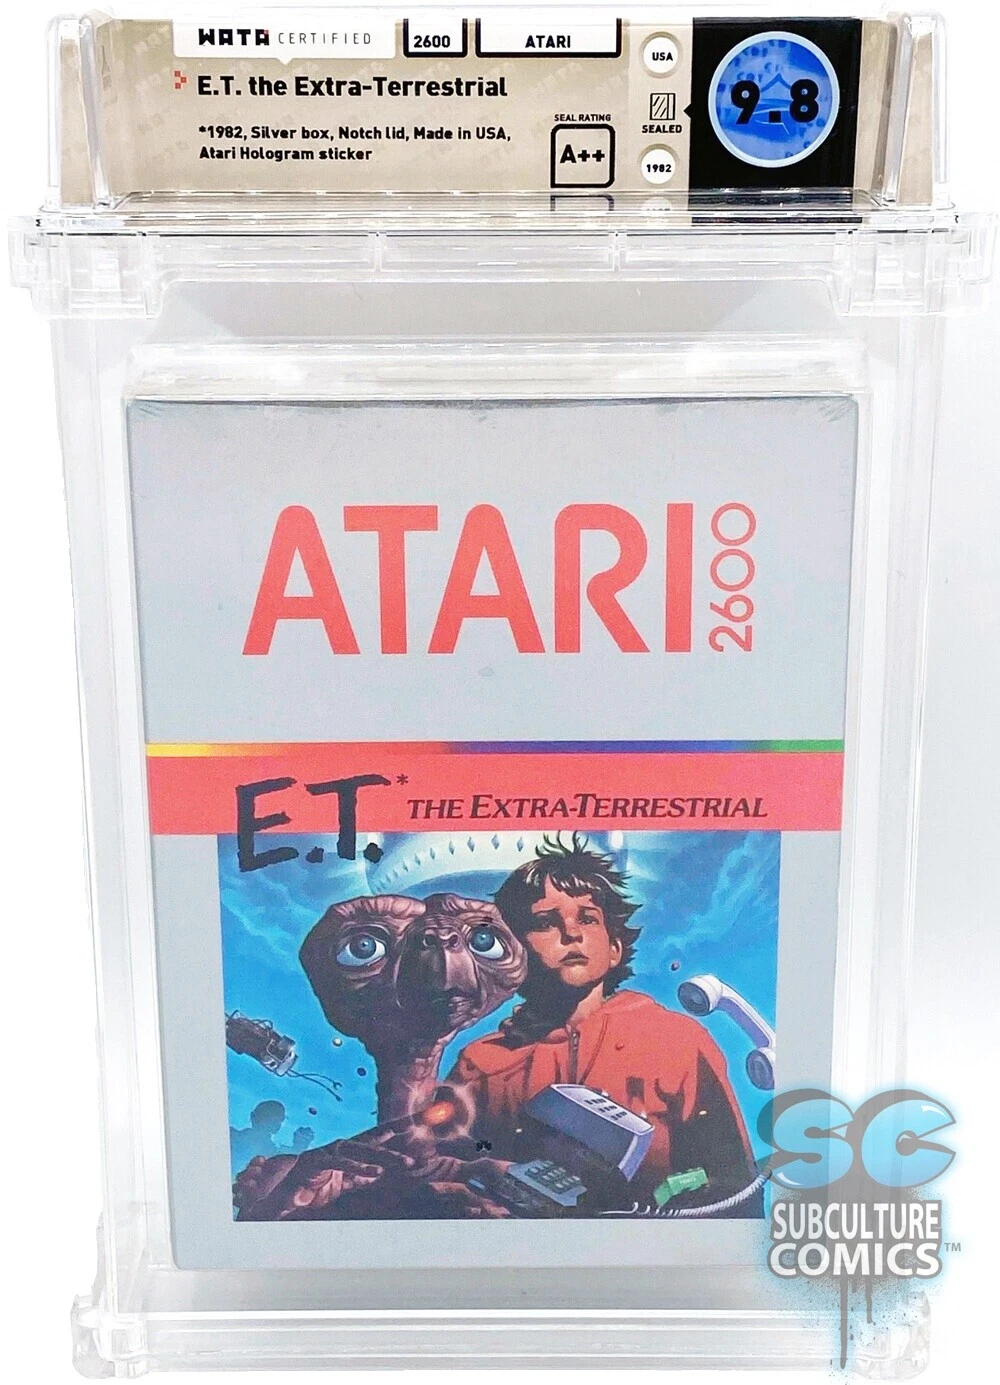 WATA CERTIFIED
2600
ATARI
E.T. the Extra-Terrestrial
*1982, Silver box, Notch lid, Made in USA,
Atari Hologram sticker
SEAL RATING
A++
USA
SEALED
1982
9.8
ATARI 2600
E.T.* THE EXTRA-TERRESTRIAL
SC
SUBCULTURE
COMICS™